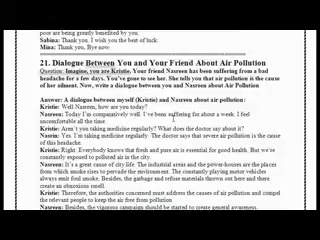 poor are being greatly benefited by you.
Sabina: Thank you. I wish you the best of luck.
Mina: Thank you, Bye now
21. Dialogue Between You and Your Friend About Air Pollution
Question: Imagine, you are Kristie. Your friend Nasreen has been suffering from a bad
headache for a few days. You've gone to see her. She tells you that air pollution is the cause
of her ailment. Now, write a dialogue between you and Nasreen about Air Pollution
Answer: A dialogue between myself (Kristie) and Nasreen about air pollution:
Kristie: Well Nasreen, how are you today?
Nasreen: Today I'm comparatively well. I've been suffering for about a week. I feel
uncomfortable all the time.
Kristie: Aren't you taking medicine regularly? What does the doctor say about it?
Nasrin: Yes I'm taking medicine regularly. The doctor says that severe air pollution is the cause of
this headache.
Kristie: Right. Everybody knows that fresh and pure air is essential for good health. But we're
constantly exposed to polluted air in the city.
Nasreen: It's a great cause of city life. The industrial areas and the power-houses are the places
from which smoke rises to pervade the environment. The constantly plying motor vehicles
always emit foul smoke. Besides, the garbage and refuse materials thrown out here and there
create an obnoxious smell.
Kristie: Therefore, the authorities concerned must address the causes of air pollution and compel
the relevant people to keep the air free from pollution
Nasreen: Besides, the vigorous campaign should be started to create general awareness.